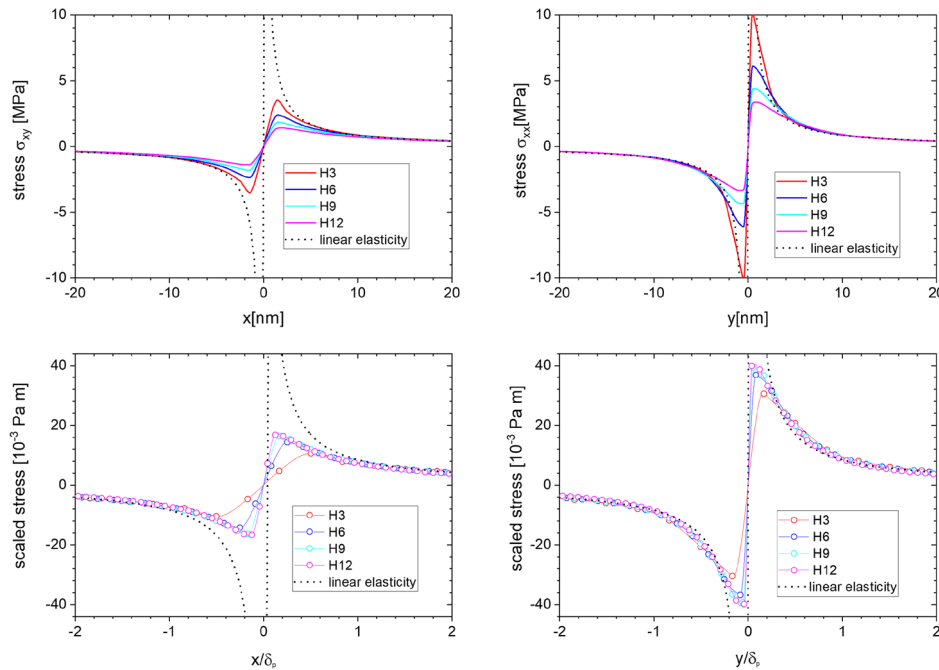 stress σxy [MPa]
10
5
0
-5
-10
H3
H6
H9
H12
linear elasticity
-20
-10
0
10
20
x[nm]
stress σxx[MPa]
10
5
0
-5
-10
H3
H6
H9
H12
linear elasticity
-20
-10
0
10
20
y[nm]
scaled stress [10⁻³ Pa m]
40
20
0
-20
-40
H3
H6
H9
H12
linear elasticity
-2
-1
0
1
2
x/δp
scaled stress [10⁻³ Pa m]
40
20
0
-20
-40
H3
H6
H9
H12
linear elasticity
-2
-1
0
1
2
y/δp